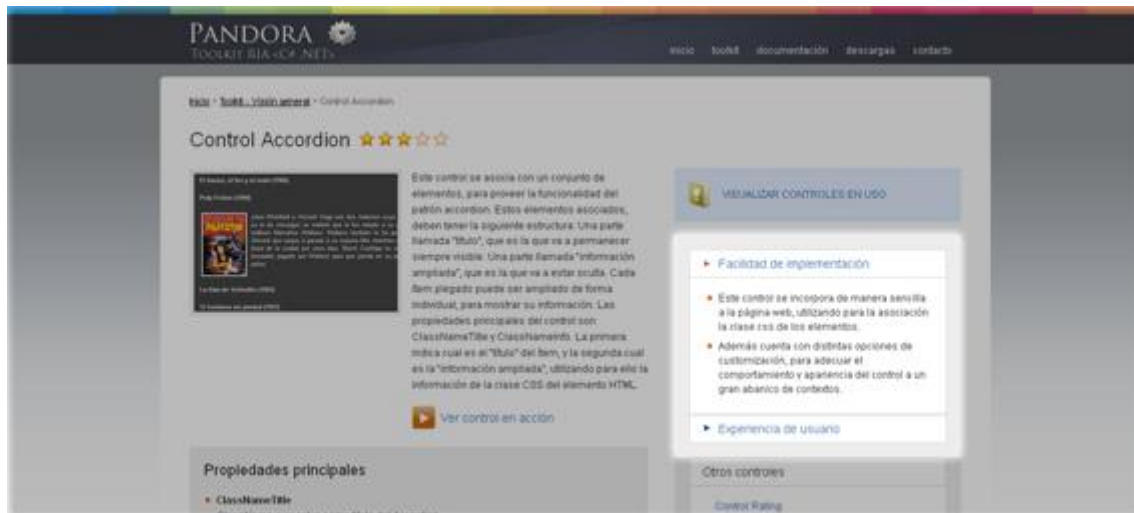 PANDORA
TOOLKIT RIA <C# .NET>
inicio toolkit documentación descargas contacto
Inicio > Toolkit - Visión general > Control Accordion
Control Accordion
Pulp Fiction (1994)
Este control se asocia con un conjunto de
elementos, para proveer la funcionalidad del
patrón accordion. Estos elementos asociados,
deben tener la siguiente estructura. Una parte
llamada "título", que es la que va a permanecer
siempre visible. Una parte llamada "información
ampliada", que es la que va a estar oculta. Cada
ítem plegado puede ser ampliado de forma
individual, para mostrar su información. Las
propiedades principales del control son
ClassNameTitle y ClassNameInfo. La primera
indica cual es el "título" del ítem, y la segunda cual
es la "información ampliada", utilizando para ello la
información de la clase CSS del elemento HTML.
Ver control en acción
VISUALIZAR CONTROLES EN USO
Facilidad de implementación
Este control se incorpora de manera sencilla
a la página web, utilizando para la asociación
la clase css de los elementos.
Además cuenta con distintas opciones de
customización, para adecuar el
comportamiento y apariencia del control a un
gran abanico de contextos.
Experiencia de usuario
Otros controles
Control Rating
Propiedades principales
ClassNameTitle